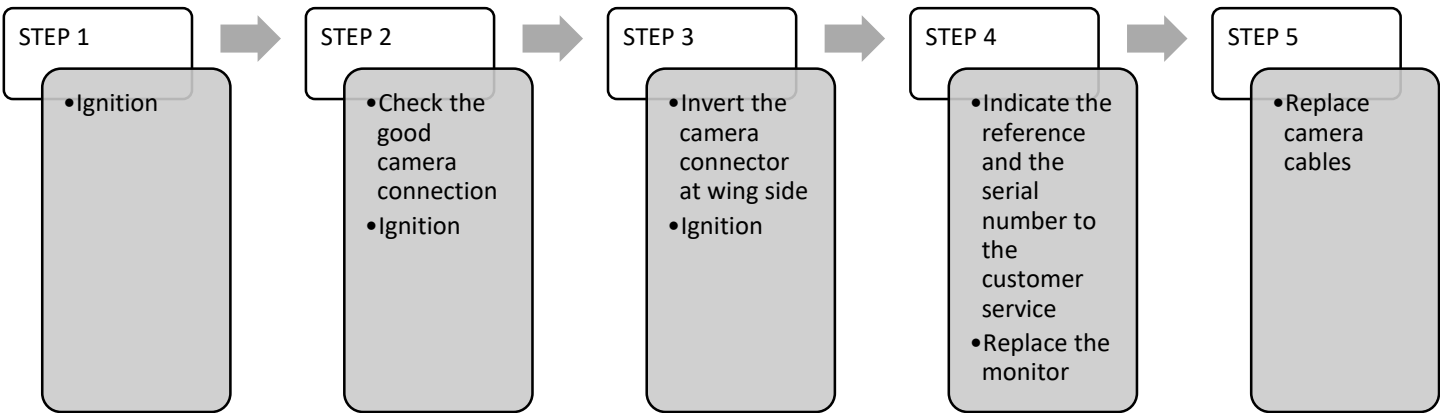 STEP 1
•Ignition
STEP 2
•Check the
good
camera
connection
•Ignition
STEP 3
•Invert the
camera
connector
at wing side
•Ignition
STEP 4
•Indicate the
reference
and the
serial
number to
the
customer
service
•Replace the
monitor
STEP 5
•Replace
camera
cables